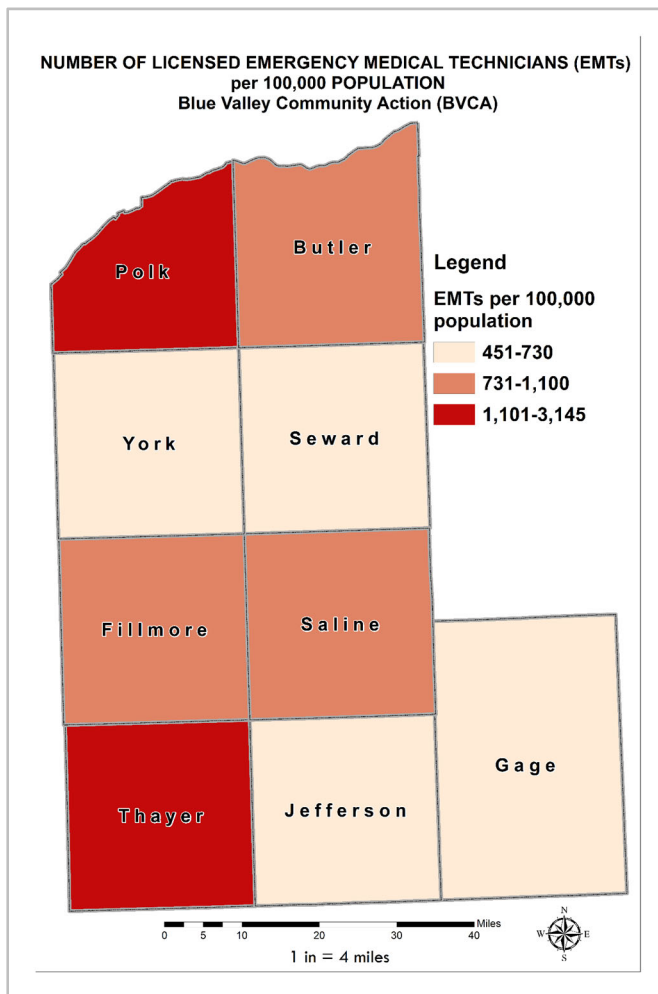 NUMBER OF LICENSED EMERGENCY MEDICAL TECHNICIANS (EMTs)
per 100,000 POPULATION
Blue Valley Community Action (BVCA)
Polk
Butler
Legend
EMTs per 100,000
population
451-730
731-1,100
1,101-3,145
York
Seward
Fillmore
Saline
Thayer
Jefferson
Gage
Miles
0 5 10 20 30 40
1 in = 4 miles
N
W E
S